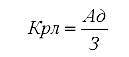 Крл = Ад / З